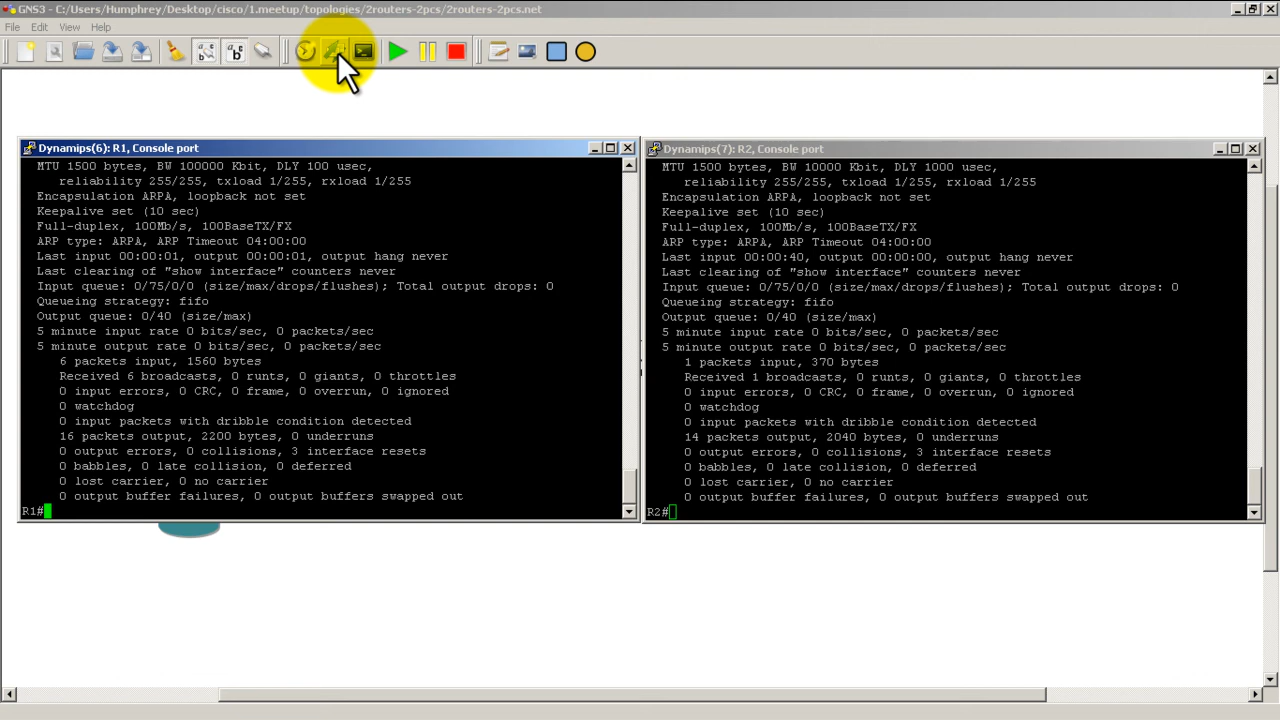 GNS3 - C:/Users/Humphrey/Desktop/cisco/1.meetup/topologies/2routers-2pcs/2routers-2pcs.net
File Edit View Help
Dynamips(6): R1, Console port
MTU 1500 bytes, BW 100000 Kbit, DLY 100 usec,
reliability 255/255, txload 1/255, rxload 1/255
Encapsulation ARPA, loopback not set
Keepalive set (10 sec)
Full-duplex, 100Mb/s, 100BaseTX/FX
ARP type: ARPA, ARP Timeout 04:00:00
Last input 00:00:01, output 00:00:01, output hang never
Last clearing of "show interface" counters never
Input queue: 0/75/0/0 (size/max/drops/flushes); Total output drops: 0
Queueing strategy: fifo
Output queue: 0/40 (size/max)
5 minute input rate 0 bits/sec, 0 packets/sec
5 minute output rate 0 bits/sec, 0 packets/sec
6 packets input, 1560 bytes
Received 6 broadcasts, 0 runts, 0 giants, 0 throttles
0 input errors, 0 CRC, 0 frame, 0 overrun, 0 ignored
0 watchdog
0 input packets with dribble condition detected
16 packets output, 2200 bytes, 0 underruns
0 output errors, 0 collisions, 3 interface resets
0 babbles, 0 late collision, 0 deferred
0 lost carrier, 0 no carrier
0 output buffer failures, 0 output buffers swapped out
R1#
Dynamips(7): R2, Console port
MTU 1500 bytes, BW 100000 Kbit, DLY 1000 usec,
reliability 255/255, txload 1/255, rxload 1/255
Encapsulation ARPA, loopback not set
Keepalive set (10 sec)
Full-duplex, 100Mb/s, 100BaseTX/FX
ARP type: ARPA, ARP Timeout 04:00:00
Last input 00:00:40, output 00:00:00, output hang never
Last clearing of "show interface" counters never
Input queue: 0/75/0/0 (size/max/drops/flushes); Total output drops: 0
Queueing strategy: fifo
Output queue: 0/40 (size/max)
5 minute input rate 0 bits/sec, 0 packets/sec
5 minute output rate 0 bits/sec, 0 packets/sec
1 packets input, 370 bytes
Received 1 broadcasts, 0 runts, 0 giants, 0 throttles
0 input errors, 0 CRC, 0 frame, 0 overrun, 0 ignored
0 watchdog
0 input packets with dribble condition detected
14 packets output, 2040 bytes, 0 underruns
0 output errors, 0 collisions, 3 interface resets
0 babbles, 0 late collision, 0 deferred
0 lost carrier, 0 no carrier
0 output buffer failures, 0 output buffers swapped out
R2#